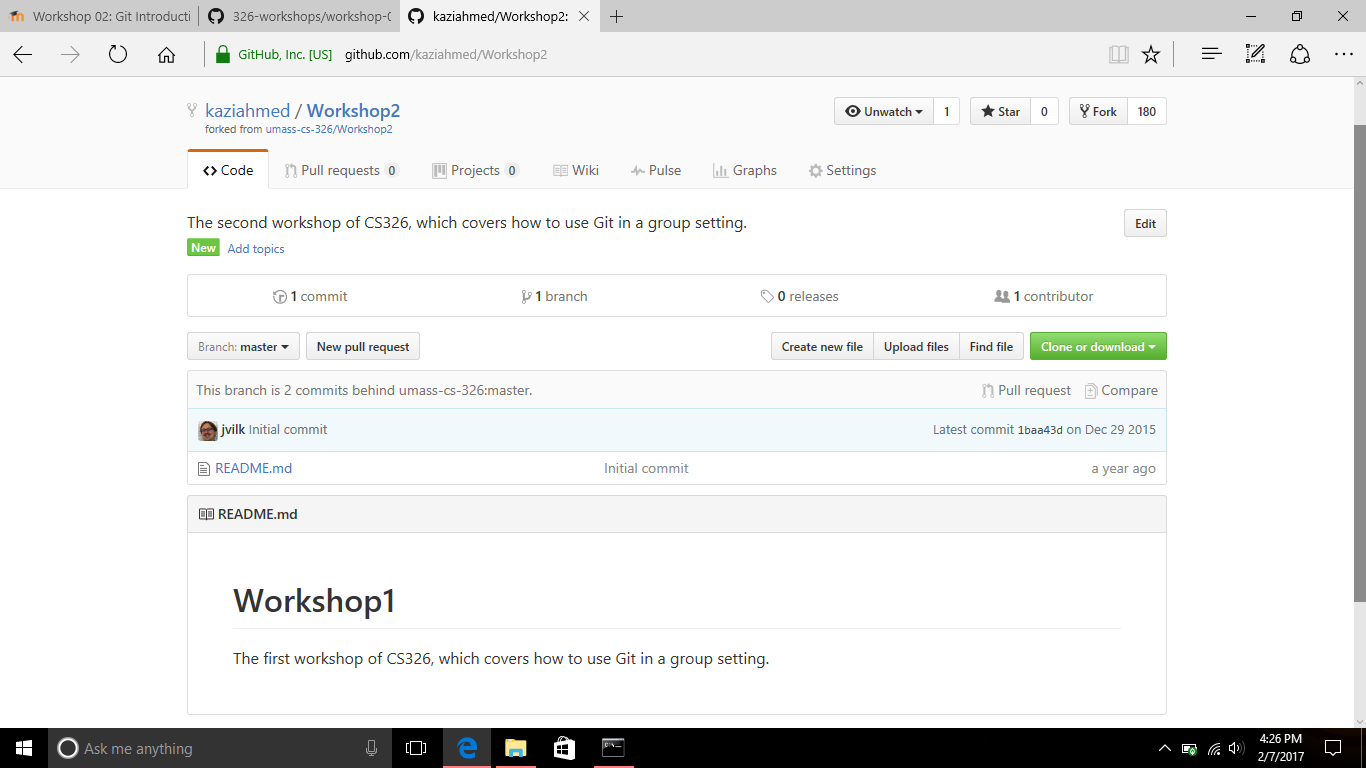 Workshop 02: Git Introducti
326-workshops/workshop-0
kaziahmed/Workshop2:
GitHub, Inc. [US] github.com/kaziahmed/Workshop2
kaziahmed / Workshop2
forked from umass-cs-326/Workshop2
Unwatch 1 Star 0 Fork 180
Code Pull requests 0 Projects 0 Wiki Pulse Graphs Settings
The second workshop of CS326, which covers how to use Git in a group setting. Edit
New Add topics
1 commit 1 branch 0 releases 1 contributor
Branch: master New pull request Create new file Upload files Find file Clone or download
This branch is 2 commits behind umass-cs-326:master. Pull request Compare
jvilk Initial commit Latest commit 1baa43d on Dec 29 2015
README.md Initial commit a year ago
README.md
Workshop1
The first workshop of CS326, which covers how to use Git in a group setting.
Ask me anything
4:26 PM
2/7/2017